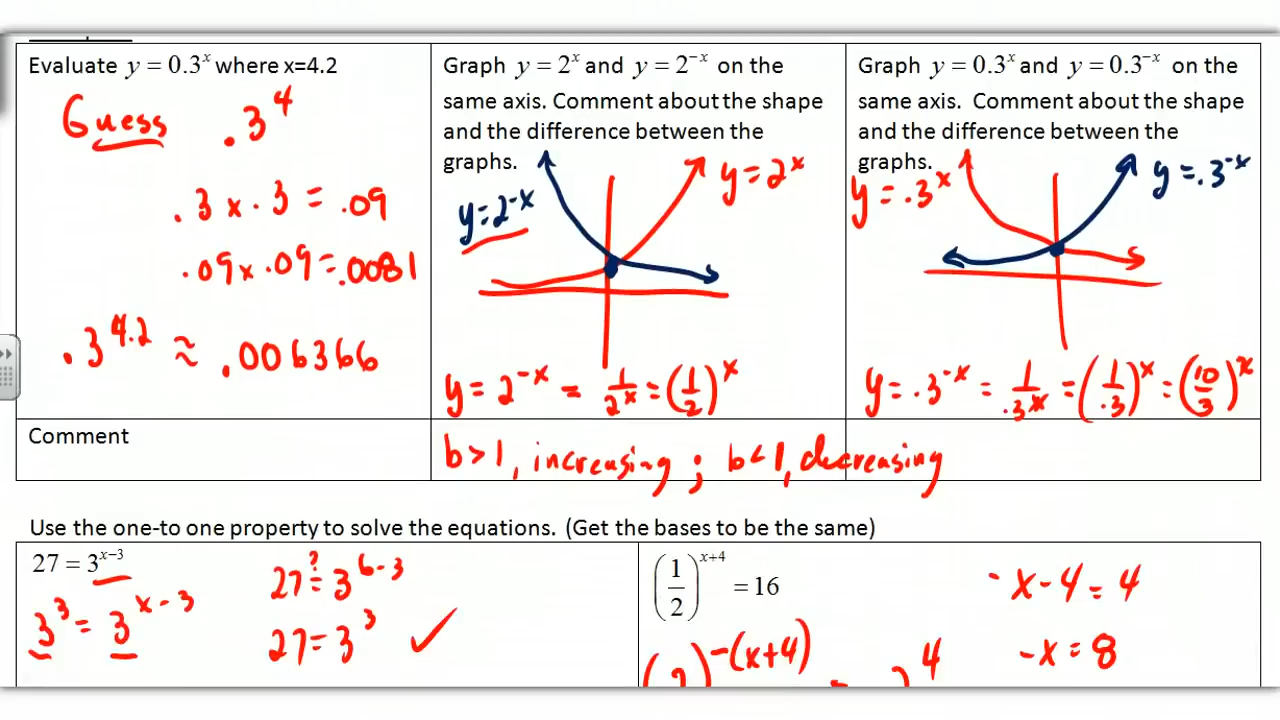 Evaluate y = 0.3^x where x=4.2
Guess .3^4
.3 x .3 = .09
.09 x .09 = .0081
.3^4.2 ≈ .006366
Graph y = 2^x and y = 2^−x on the
same axis. Comment about the shape
and the difference between the
graphs.
y = 2^x
y=2^-x
y = 2^-x = 1/2^x = (1/2)^x
Graph y = 0.3^x and y = 0.3^−x on the
same axis. Comment about the shape
and the difference between the
graphs.
y = .3^x
y = .3^-x
y = .3^-x = 1/.3^x = (1/.3)^x = (10/3)^x
Comment
b > 1, increasing ; b < 1, decreasing
Use the one-to one property to solve the equations. (Get the bases to be the same)
27 = 3^x−3
3^3 = 3^x-3
27 ?= 3^6-3
27 = 3^3 ✓
(1/2)^x+4 = 16
-x-4 = 4
-x = 8
(2)^-(x+4) = 2^4